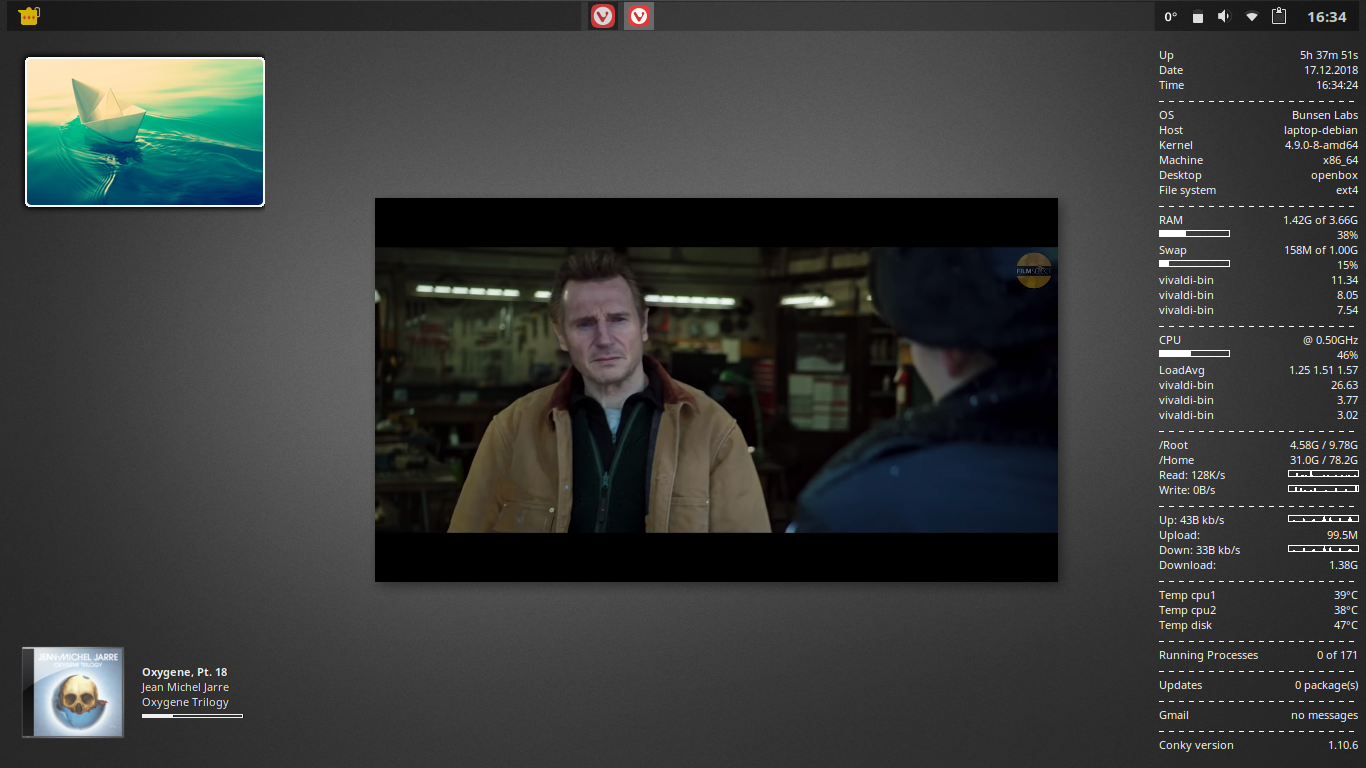 0° 16:34
Up 5h 37m 51s
Date 17.12.2018
Time 16:34:24
OS Bunsen Labs
Host laptop-debian
Kernel 4.9.0-8-amd64
Machine x86_64
Desktop openbox
File system ext4
RAM 1.42G of 3.66G
38%
Swap 158M of 1.00G
15%
vivaldi-bin 11.34
vivaldi-bin 8.05
vivaldi-bin 7.54
CPU @ 0.50GHz
46%
LoadAvg 1.25 1.51 1.57
vivaldi-bin 26.63
vivaldi-bin 3.77
vivaldi-bin 3.02
/Root 4.58G / 9.78G
/Home 31.0G / 78.2G
Read: 128K/s
Write: 0B/s
Up: 43B kb/s
Upload: 99.5M
Down: 33B kb/s
Download: 1.38G
Temp cpu1 39°C
Temp cpu2 38°C
Temp disk 47°C
Running Processes 0 of 171
Updates 0 package(s)
Gmail no messages
Conky version 1.10.6
JEAN-MICHEL JARRE
OXYGENE TRILOGY
Oxygene, Pt. 18
Jean Michel Jarre
Oxygene Trilogy